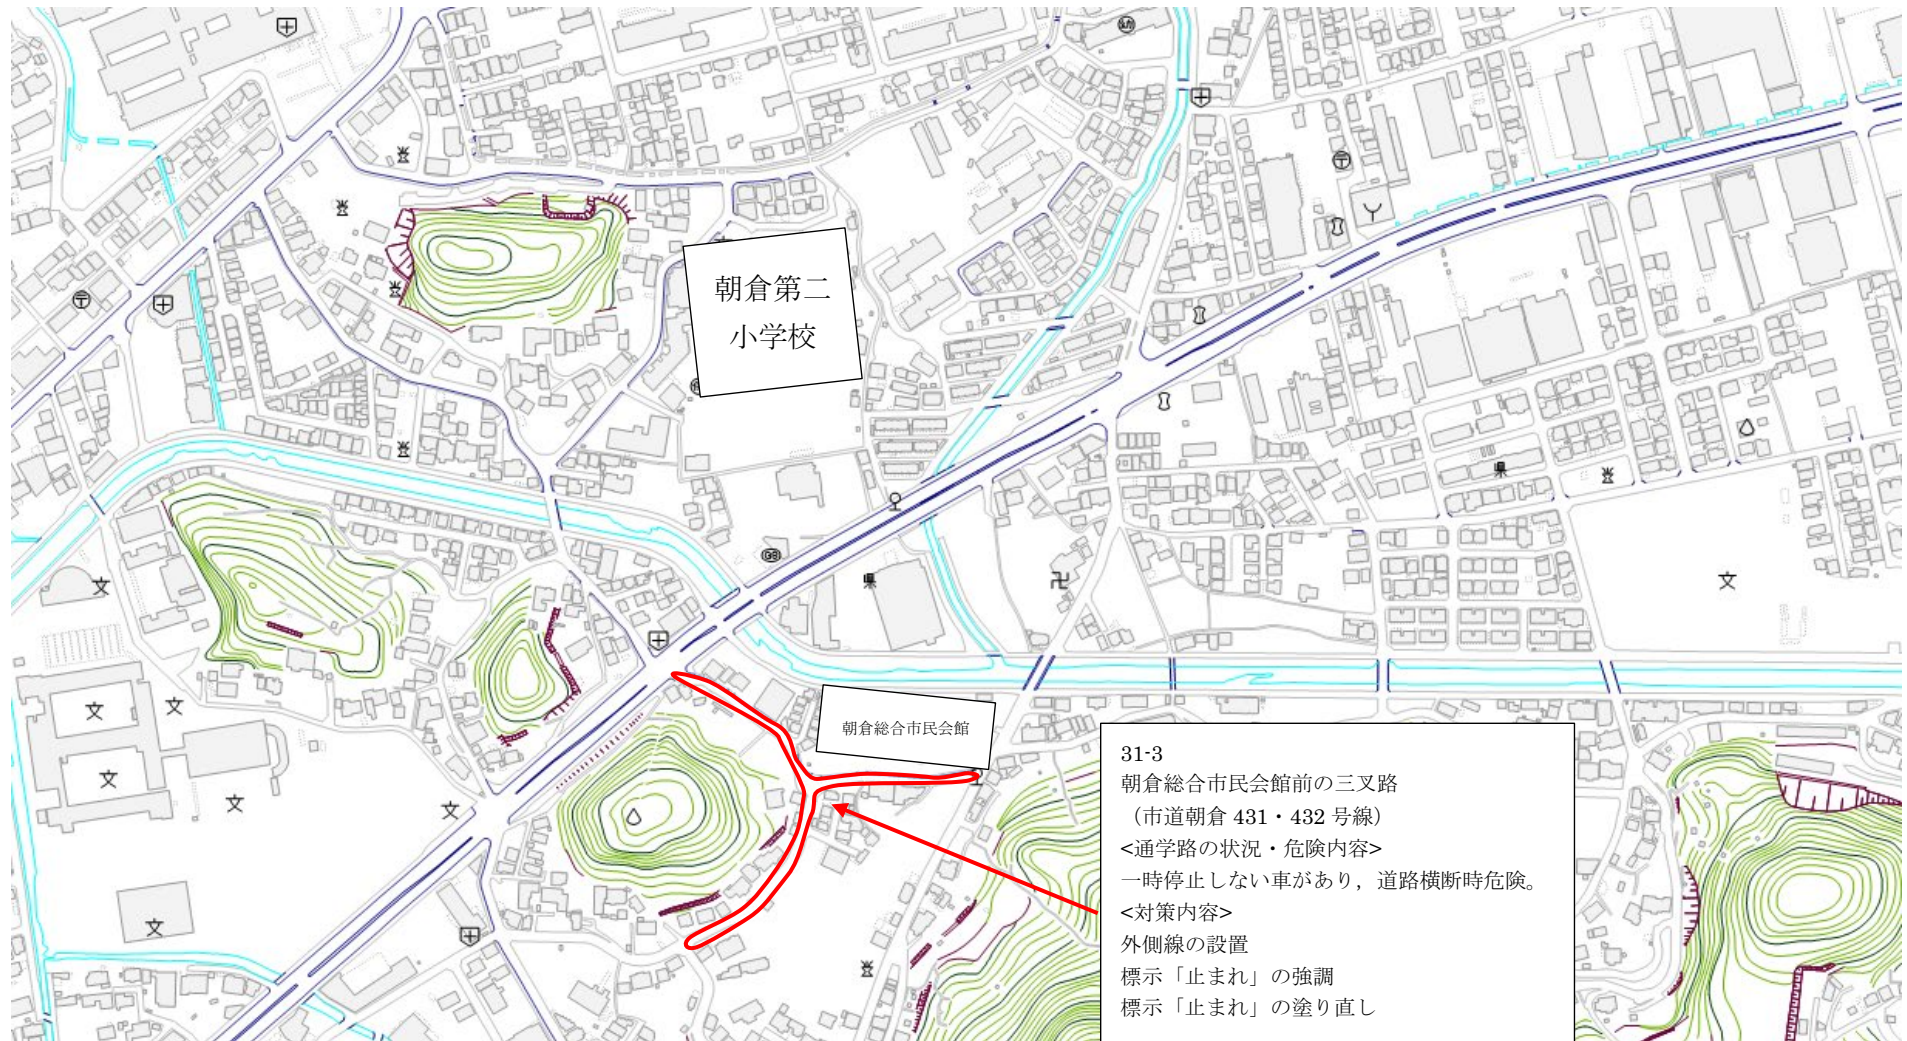 朝倉第二
小学校
朝倉総合市民会館
31-3
朝倉総合市民会館前の三叉路
（市道朝倉 431・432 号線）
<通学路の状況・危険内容>
一時停止しない車があり，道路横断時危険。
<対策内容>
外側線の設置
標示「止まれ」の強調
標示「止まれ」の塗り直し